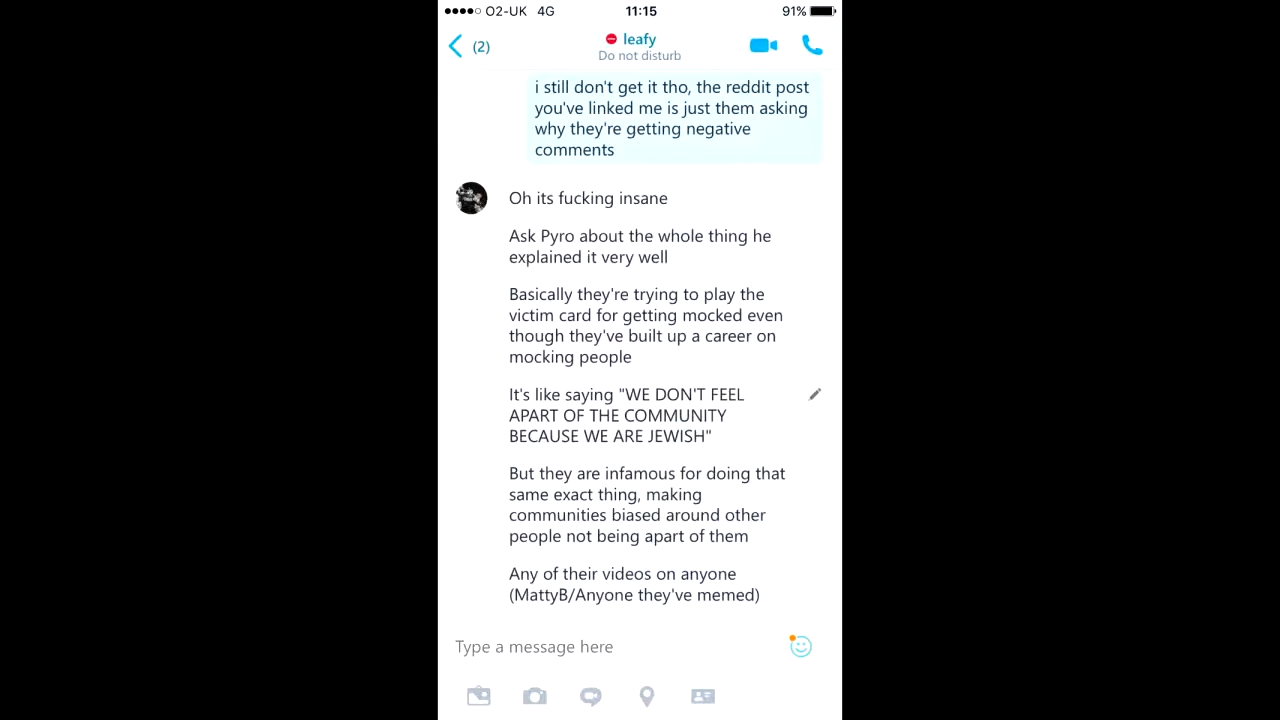 O2-UK 4G 11:15 91%
(2) leafy
Do not disturb
i still don't get it tho, the reddit post
you've linked me is just them asking
why they're getting negative
comments
Oh its fucking insane
Ask Pyro about the whole thing he
explained it very well
Basically they're trying to play the
victim card for getting mocked even
though they've built up a career on
mocking people
It's like saying "WE DON'T FEEL
APART OF THE COMMUNITY
BECAUSE WE ARE JEWISH"
But they are infamous for doing that
same exact thing, making
communities biased around other
people not being apart of them
Any of their videos on anyone
(MattyB/Anyone they've memed)
Type a message here